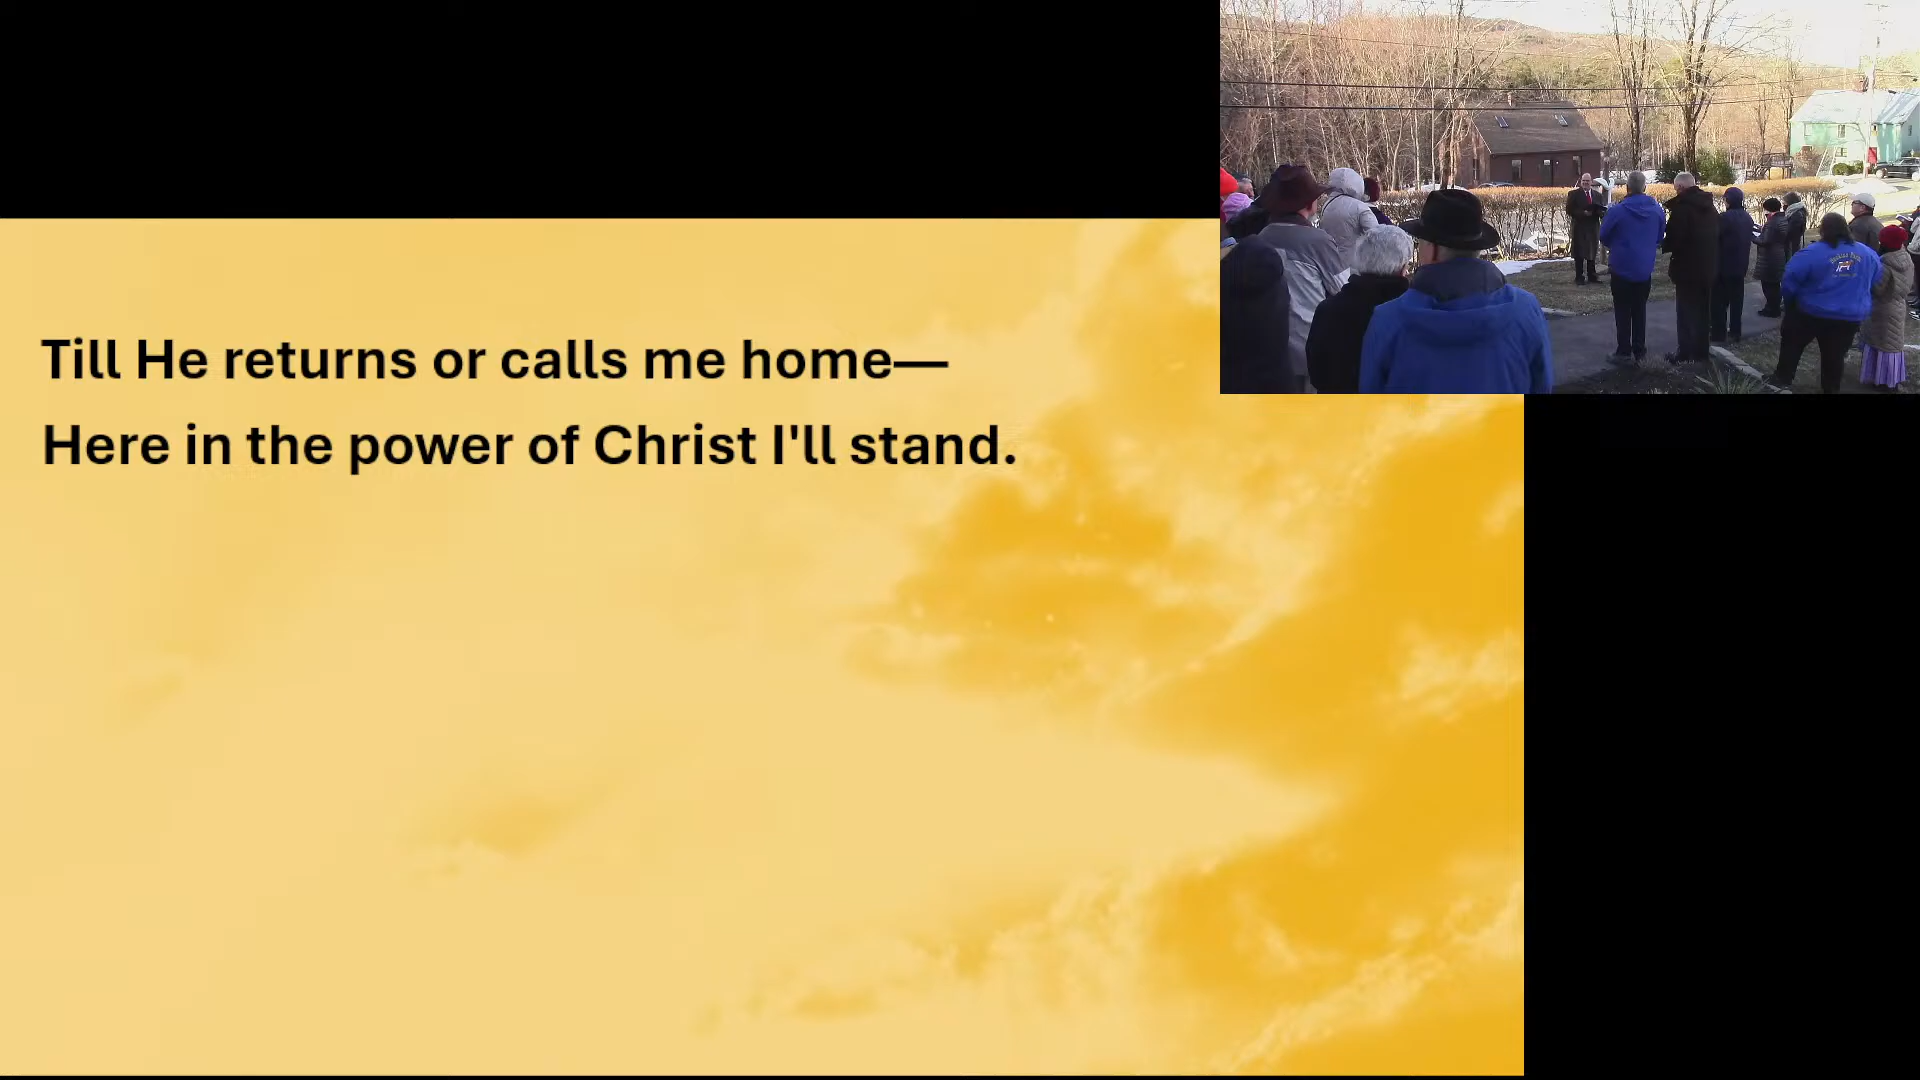 Till He returns or calls me home—
Here in the power of Christ I'll stand.